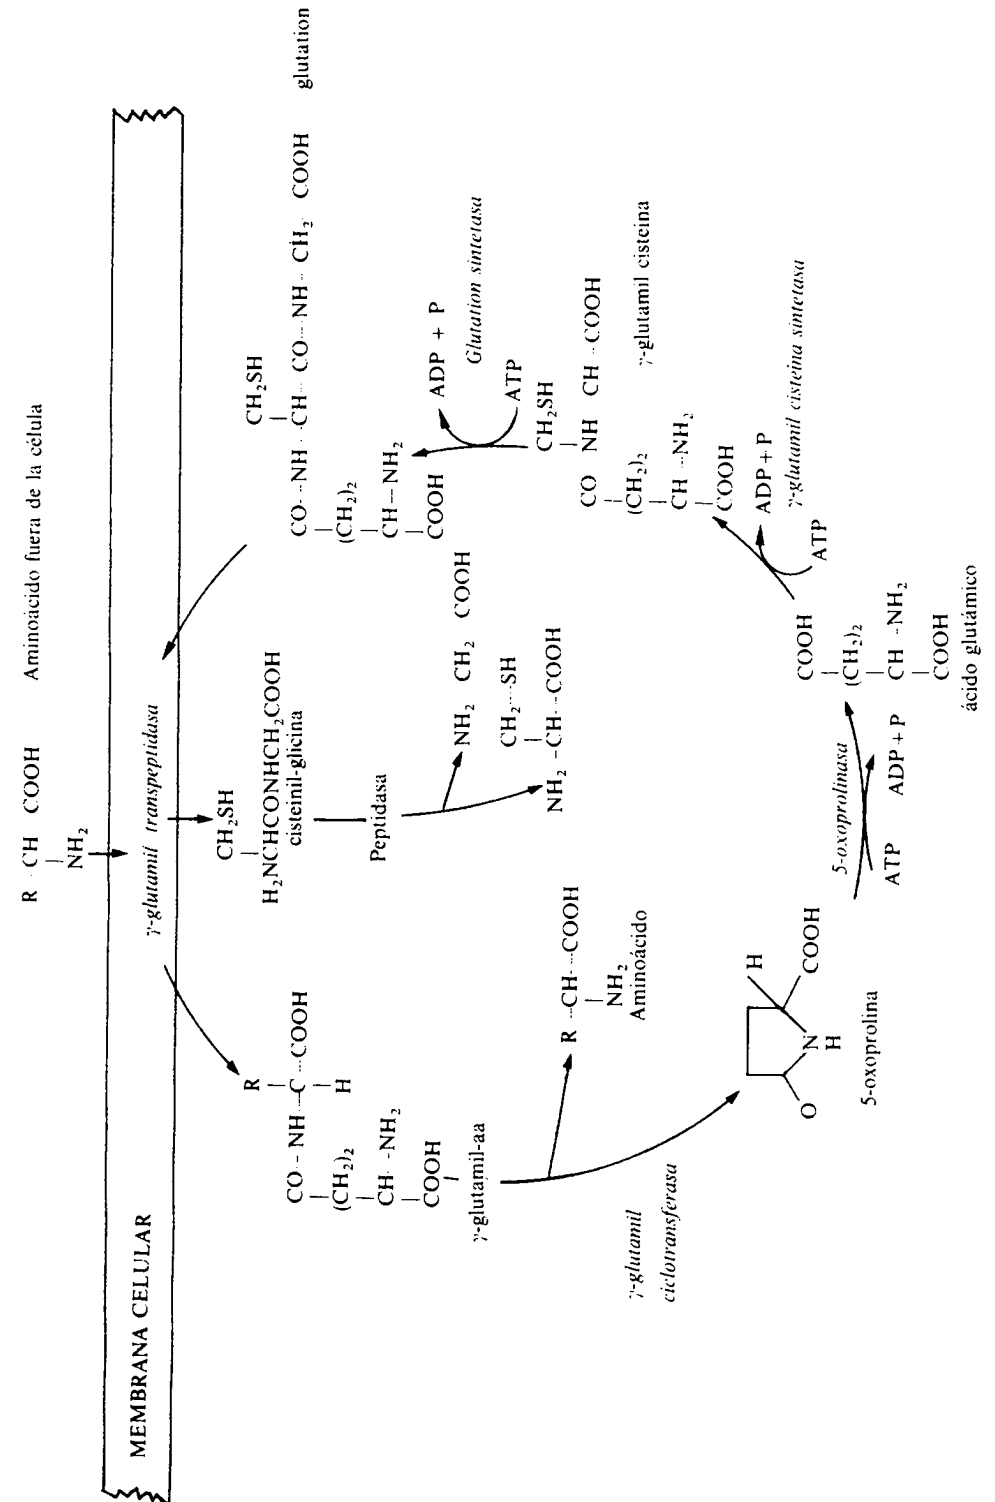 R · CH COOH Aminoácido fuera de la célula
NH₂
MEMBRANA CELULAR
γ-glutamil transpeptidasa
CH₂SH
H₂NCHCONHCH₂COOH
cisteinil-glicina
Peptidasa
NH₂ CH₂ COOH
CH₂ ···SH
NH₂ –CH···COOH
R
CO - NH ···C ···COOH
H
(CH₂)₂
CH· -NH₂
COOH
γ-glutamil-aa
R ···CH· ···COOH
NH₂
Aminoácido
γ-glutamil
ciclotransferasa
O
N
H
H
COOH
5-oxoprolina
5-oxoprolinasa
ATP
ADP + P
COOH
(CH₂)₂
CH -NH₂
COOH
ácido glutámico
ATP
ADP + P
γ-glutamil cisteina sintetasa
CH₂SH
CO NH CH ··COOH
(CH₂)₂
CH ···NH₂
COOH
γ-glutamil cisteina
ATP
ADP + P
Glutation sintetasa
CH₂SH
CO ··NH ·CH· CO··· NH - CH₂ COOH glutation
(CH₂)₂
CH—NH₂
COOH